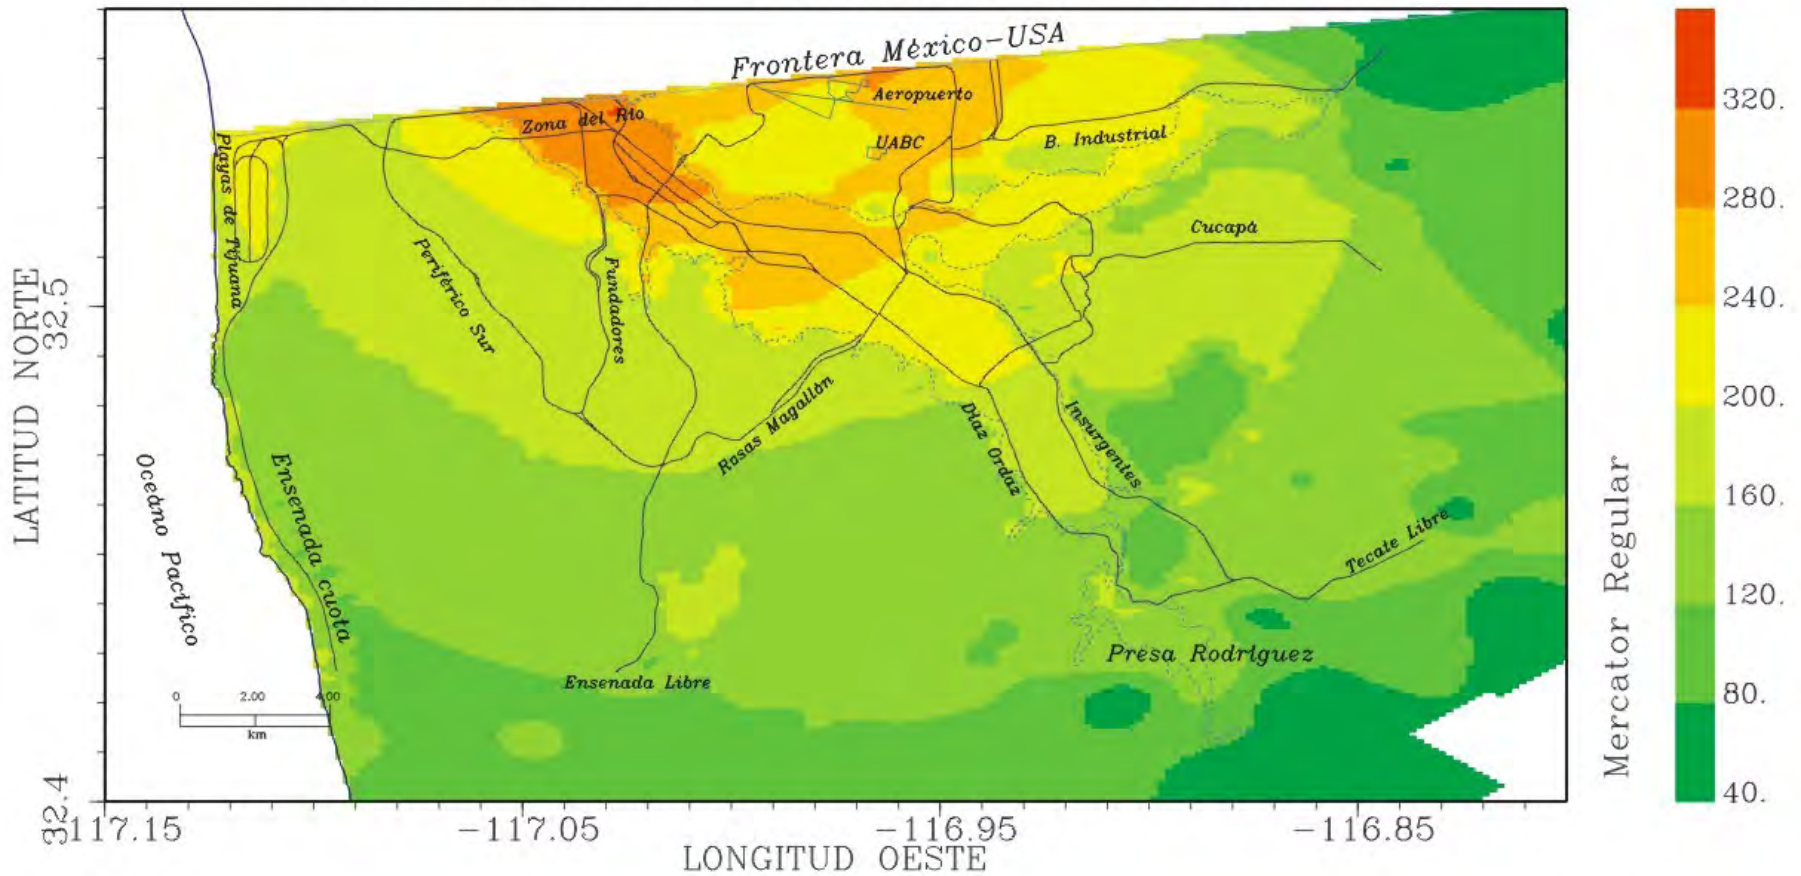 Frontera México-USA
Aeropuerto
Zona del Río
UABC
B. Industrial
Playas de Tijuana
Cucapá
Periférico Sur
Fundadores
Rosas Magallón
Díaz Ordaz
Insurgentes
Ensenada cuota
Oceáno Pacifico
Tecate Libre
Presa Rodríguez
Ensenada Libre
0 2.00 4.00
km
LATITUD NORTE
32.5
32.4
-117.15 -117.05 -116.95 -116.85
LONGITUD OESTE
Mercator Regular
320.
280.
240.
200.
160.
120.
80.
40.